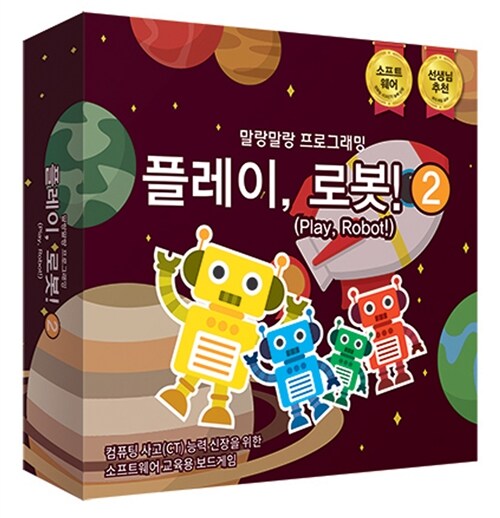 소프트
웨어
선생님
추천
말랑말랑 프로그래밍
플레이, 로봇! 2
(Play, Robot!)
말랑말랑 프로그래밍
플레이, 로봇! 2
(Play, Robot!)
컴퓨팅 사고(CT) 능력 신장을 위한
소프트웨어 교육용 보드게임